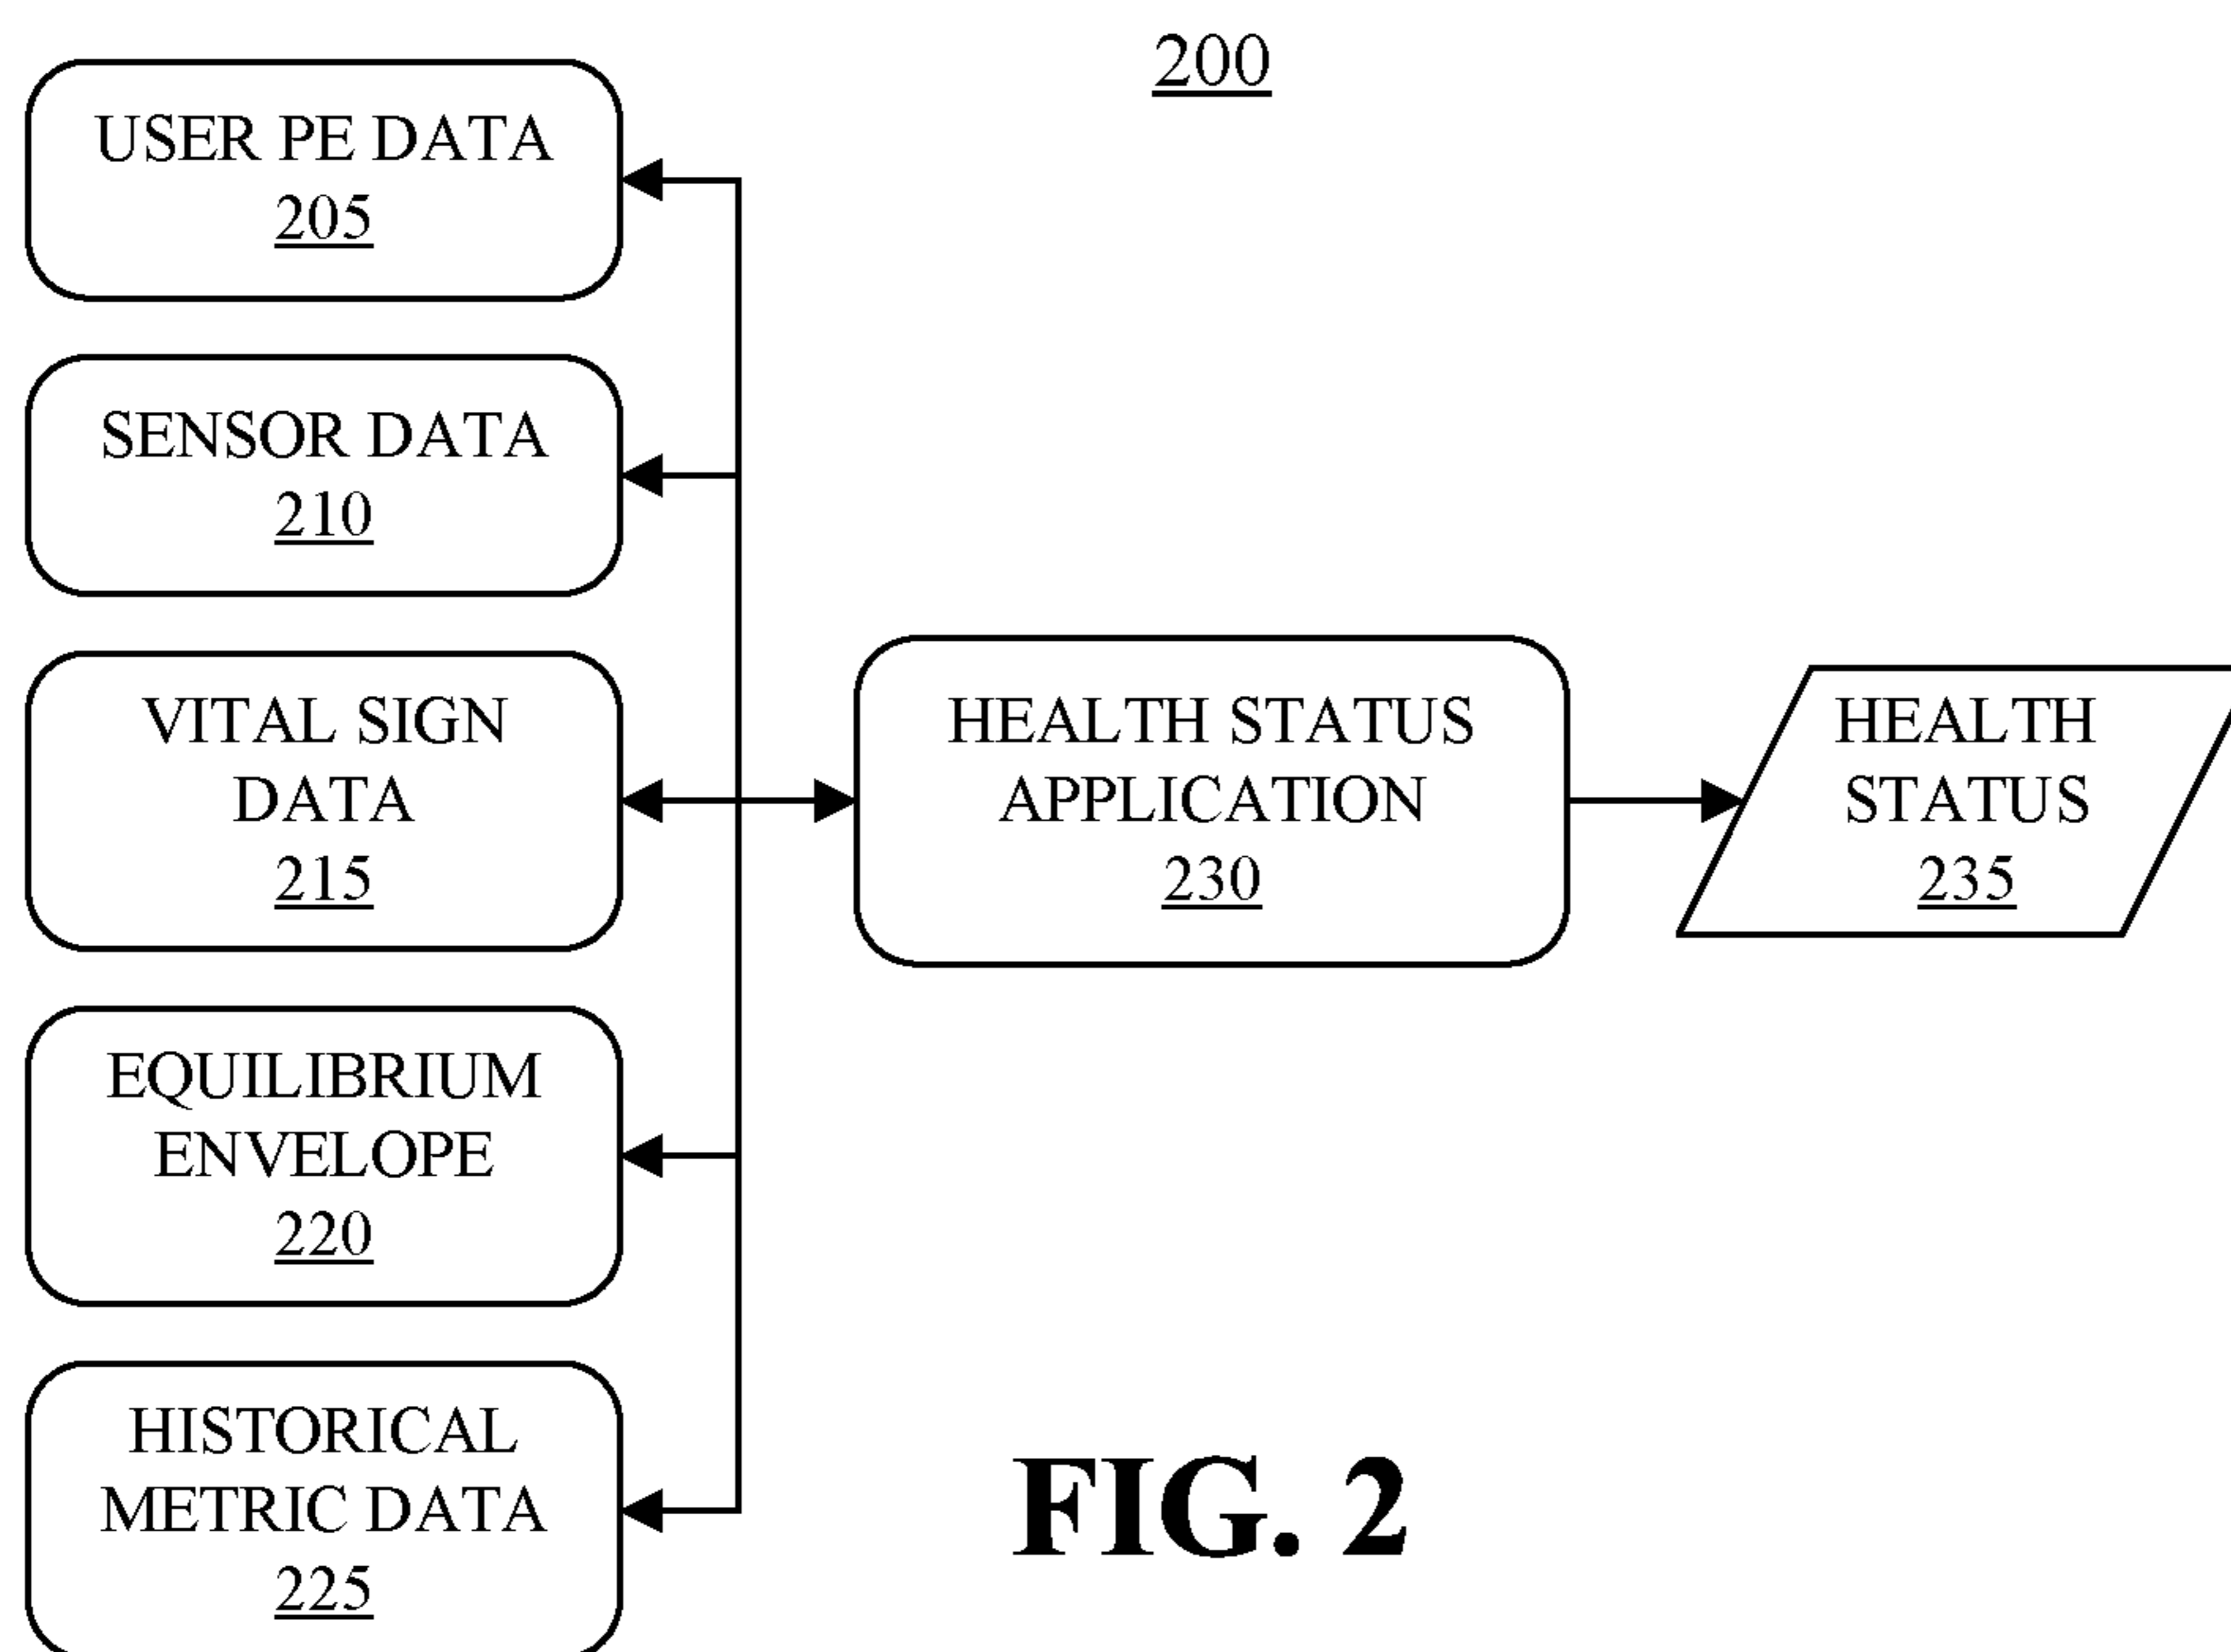 200
USER PE DATA
205
SENSOR DATA
210
VITAL SIGN
DATA
215
EQUILIBRIUM
ENVELOPE
220
HISTORICAL
METRIC DATA
225
HEALTH STATUS
APPLICATION
230
HEALTH
STATUS
235
FIG. 2